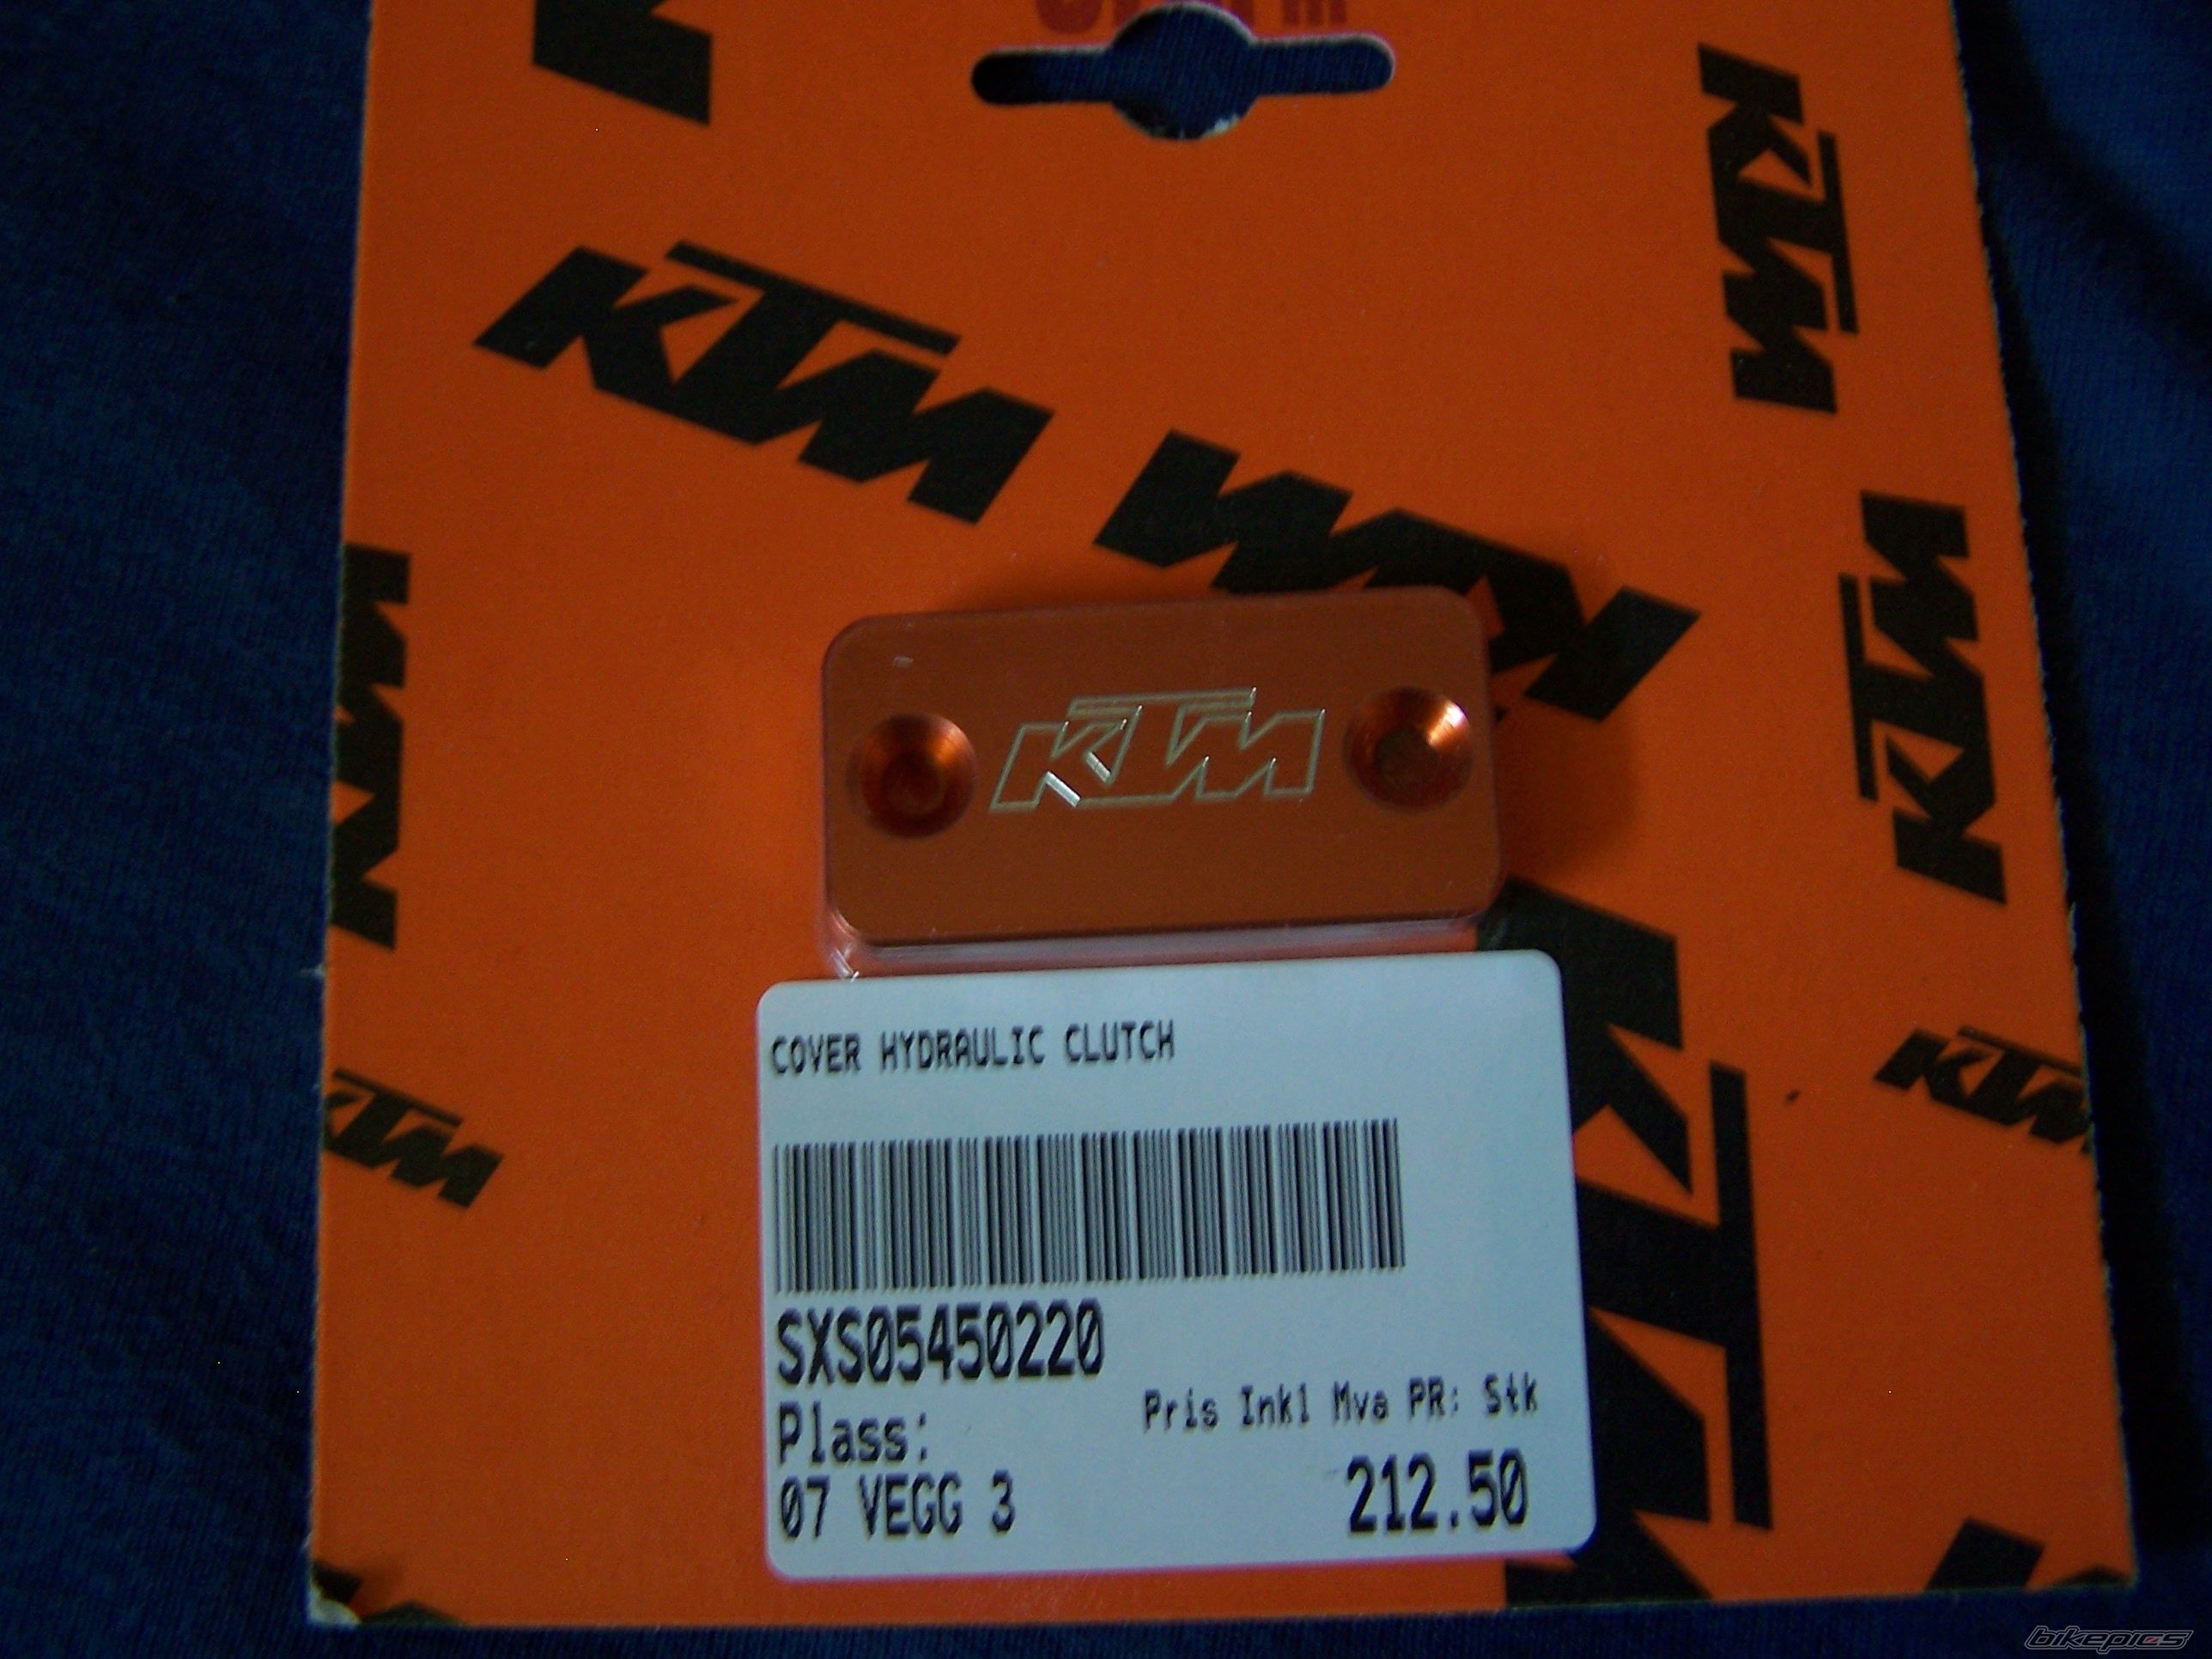 KTM
KTM
KTM
KTM
KTM
KTM
COVER HYDRAULIC CLUTCH
KTM
KTM
KTM
SXS05450220
Plass:
Pris Inkl Mva PR: Stk
07 VEGG 3
212.50
bikepics